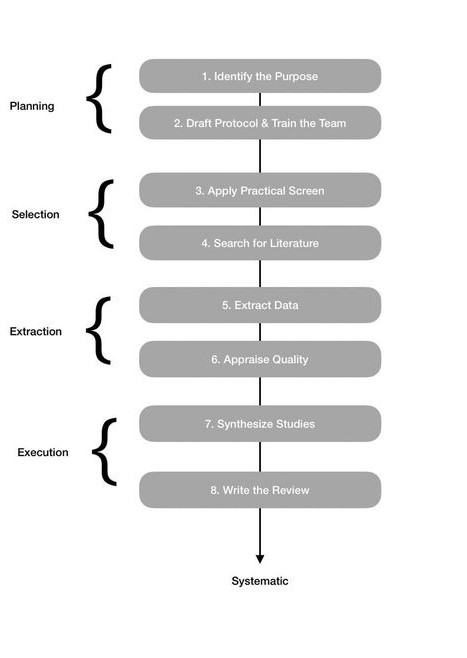 Planning
1. Identify the Purpose
2. Draft Protocol & Train the Team
Selection
3. Apply Practical Screen
4. Search for Literature
Extraction
5. Extract Data
6. Appraise Quality
Execution
7. Synthesize Studies
8. Write the Review
Systematic